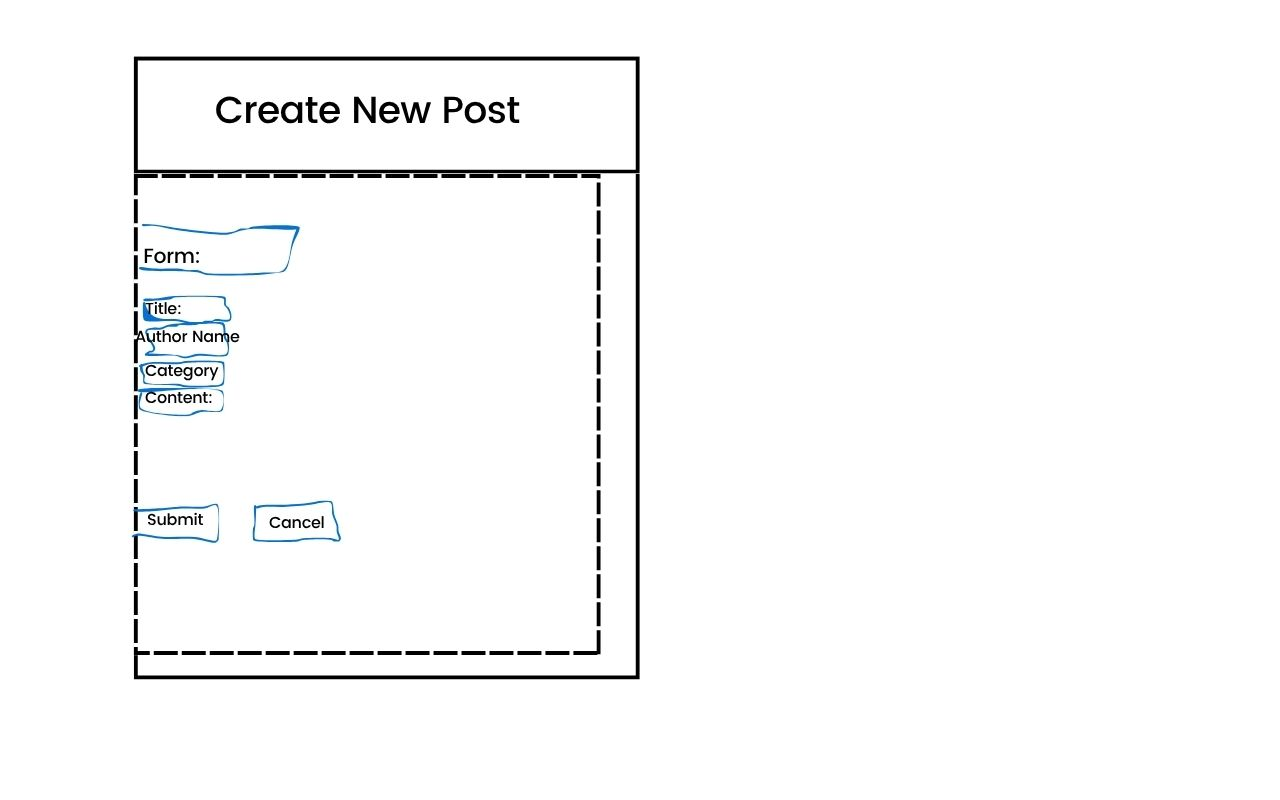 Create New Post
Form:
Title:
Author Name
Category
Content:
Submit Cancel